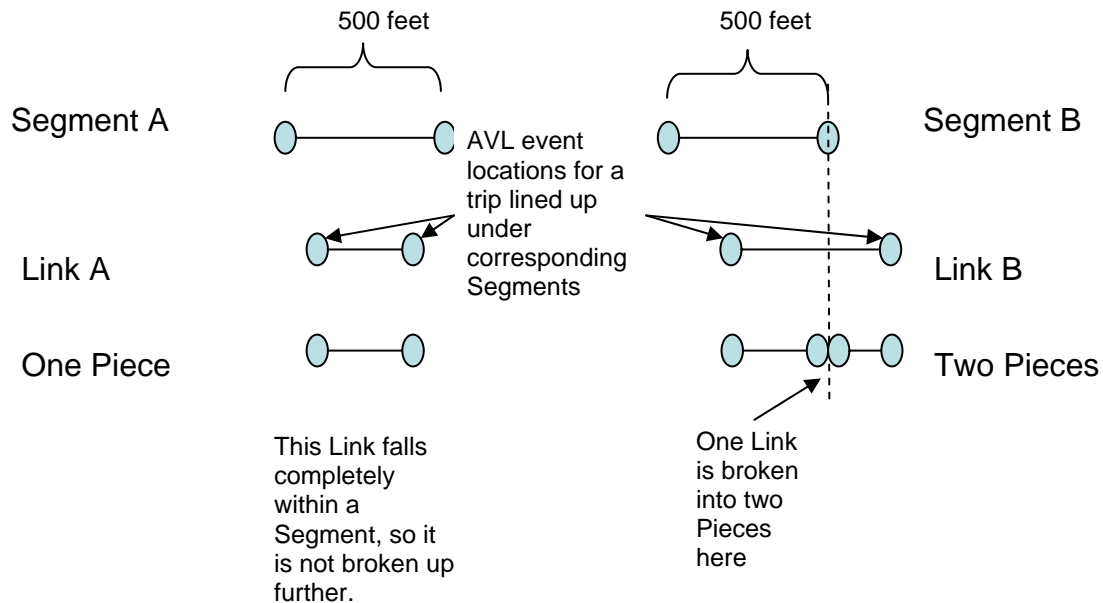 500 feet
500 feet
Segment A
Segment B
AVL event
locations for a
trip lined up
under
corresponding
Segments
Link A
Link B
One Piece
Two Pieces
This Link falls
completely
within a
Segment, so it
is not broken up
further.
One Link
is broken
into two
Pieces
here